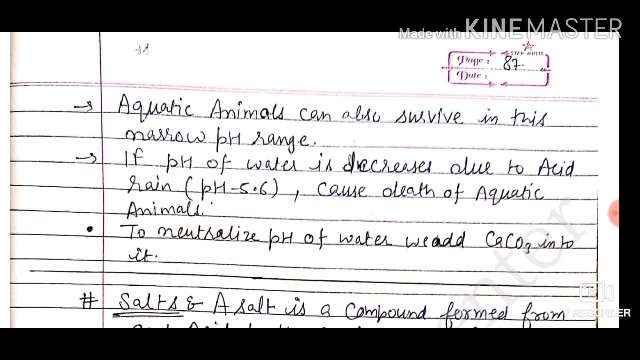 Made with KINEMASTER
Page: 87.
Date:
→ Aquatic Animals can also survive in this
narrow pH range.
→ If pH of water is decreases due to Acid
rain (pH-5.6), cause death of Aquatic
Animals.
• To neutralize pH of water we add CaCO3 into
it.
# Salts & A salt is a compound formed from
RECORDER